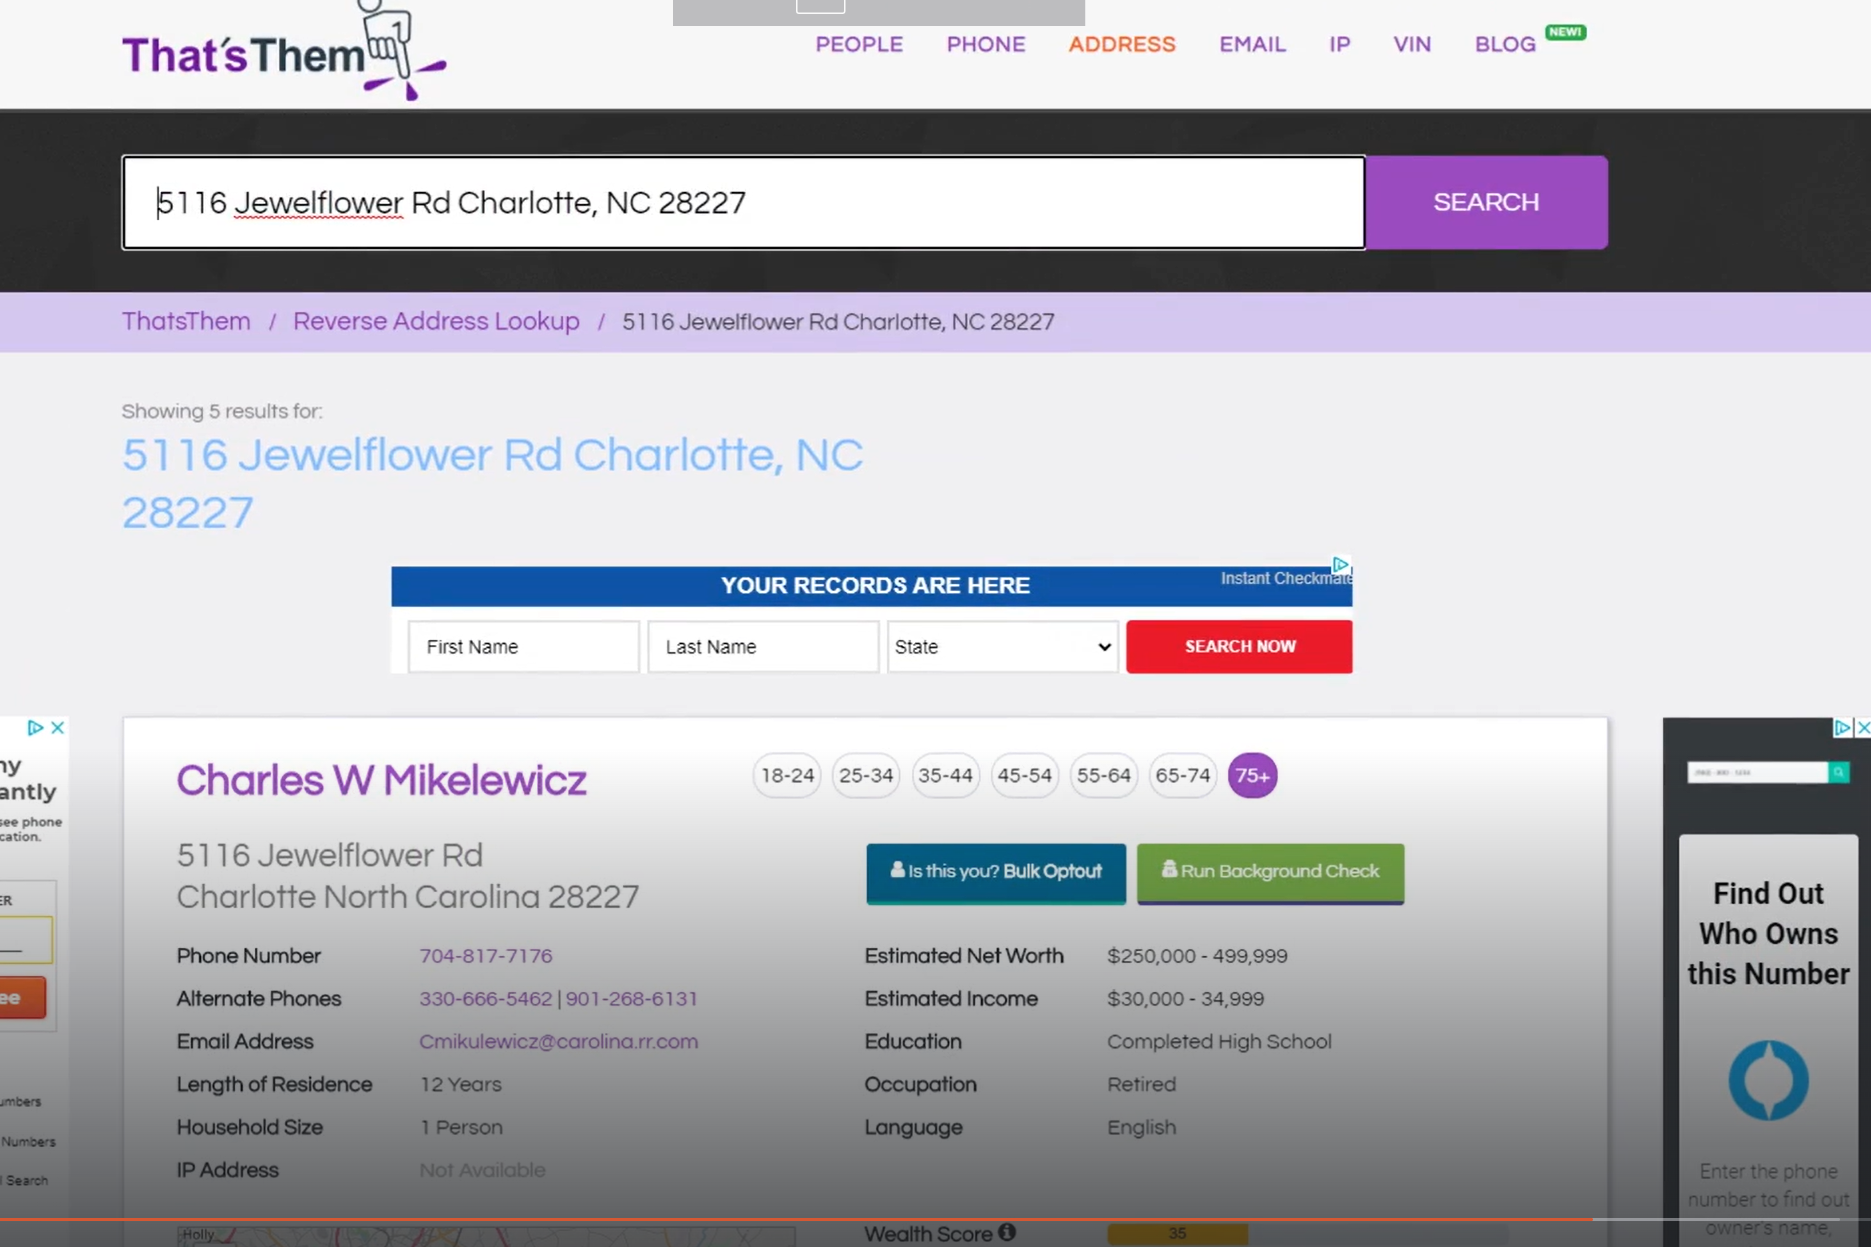 That'sThem
PEOPLE PHONE ADDRESS EMAIL IP VIN BLOG NEW!
5116 Jewelflower Rd Charlotte, NC 28227
SEARCH
ThatsThem / Reverse Address Lookup / 5116 Jewelflower Rd Charlotte, NC 28227
Showing 5 results for:
5116 Jewelflower Rd Charlotte, NC
28227
YOUR RECORDS ARE HERE
Instant Checkmate
First Name Last Name State SEARCH NOW
Charles W Mikelewicz
18-24 25-34 35-44 45-54 55-64 65-74 75+
5116 Jewelflower Rd
Charlotte North Carolina 28227
Is this you? Bulk Optout
Run Background Check
Phone Number 704-817-7176
Alternate Phones 330-666-5462 | 901-268-6131
Email Address Cmikulewicz@carolina.rr.com
Length of Residence 12 Years
Household Size 1 Person
IP Address Not Available
Estimated Net Worth $250,000 - 499,999
Estimated Income $30,000 - 34,999
Education Completed High School
Occupation Retired
Language English
Wealth Score 35
Holly
see phone
Numbers
Search
Find Out
Who Owns
this Number
Enter the phone
number to find out
owner's name,